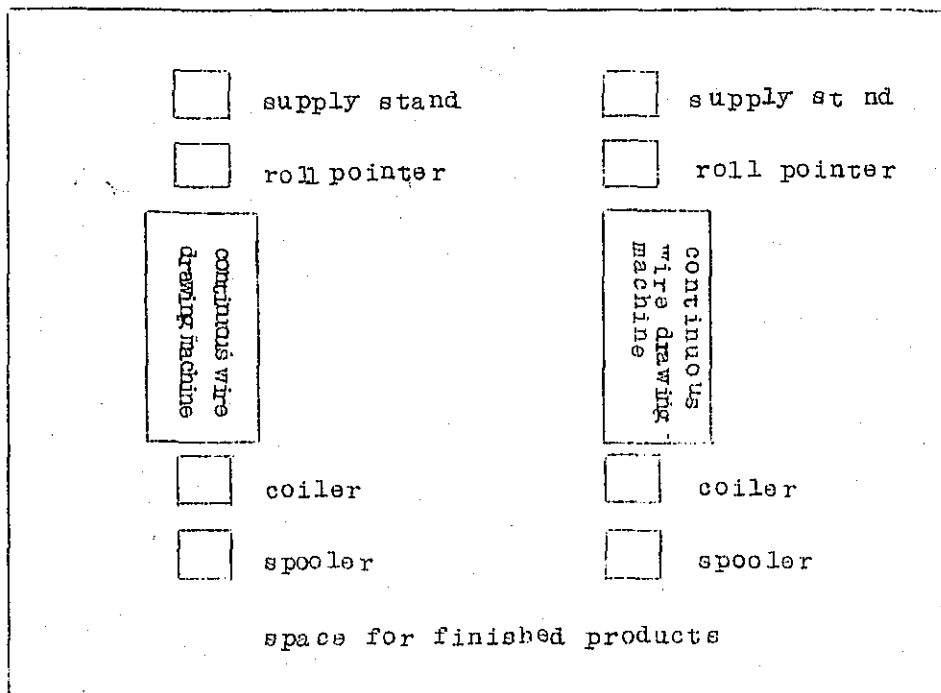 supply stand
supply st nd
roll pointer
roll pointer
continuous wire
drawing machine
continuous
wire drawing-
machine
coiler
coiler
spooler
spooler
space for finished products